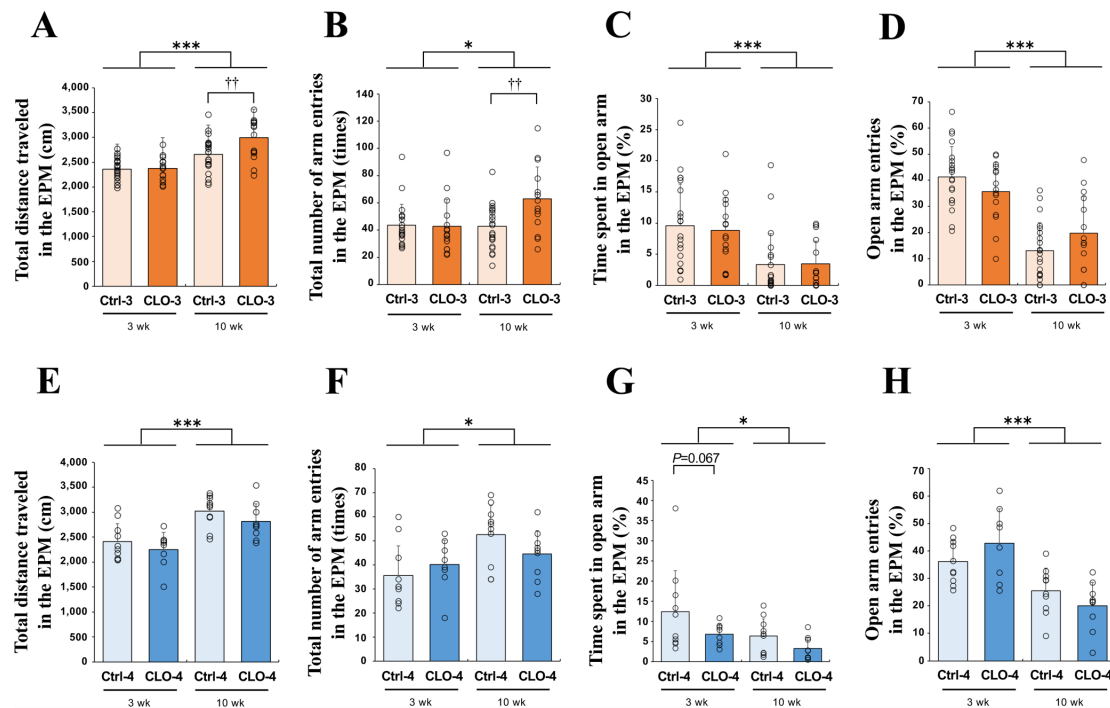 A
***
Total distance traveled
in the EPM (cm)
4,000
3,500
3,000
2,500
2,000
1,500
1,000
500
0
††
Ctrl-3 CLO-3 Ctrl-3 CLO-3
3 wk 10 wk
B
*
Total number of arm entries
in the EPM (times)
140
120
100
80
60
40
20
0
††
Ctrl-3 CLO-3 Ctrl-3 CLO-3
3 wk 10 wk
C
***
Time spent in open arm
in the EPM (%)
30
25
20
15
10
5
0
Ctrl-3 CLO-3 Ctrl-3 CLO-3
3 wk 10 wk
D
***
Open arm entries
in the EPM (%)
70
60
50
40
30
20
10
0
Ctrl-3 CLO-3 Ctrl-3 CLO-3
3 wk 10 wk
E
***
Total distance traveled
in the EPM (cm)
4,000
3,500
3,000
2,500
2,000
1,500
1,000
500
0
Ctrl-4 CLO-4 Ctrl-4 CLO-4
3 wk 10 wk
F
*
Total number of arm entries
in the EPM (times)
80
70
60
50
40
30
20
10
0
Ctrl-4 CLO-4 Ctrl-4 CLO-4
3 wk 10 wk
G
*
P=0.067
Time spent in open arm
in the EPM (%)
45
40
35
30
25
20
15
10
5
0
Ctrl-4 CLO-4 Ctrl-4 CLO-4
3 wk 10 wk
H
***
Open arm entries
in the EPM (%)
70
60
50
40
30
20
10
0
Ctrl-4 CLO-4 Ctrl-4 CLO-4
3 wk 10 wk